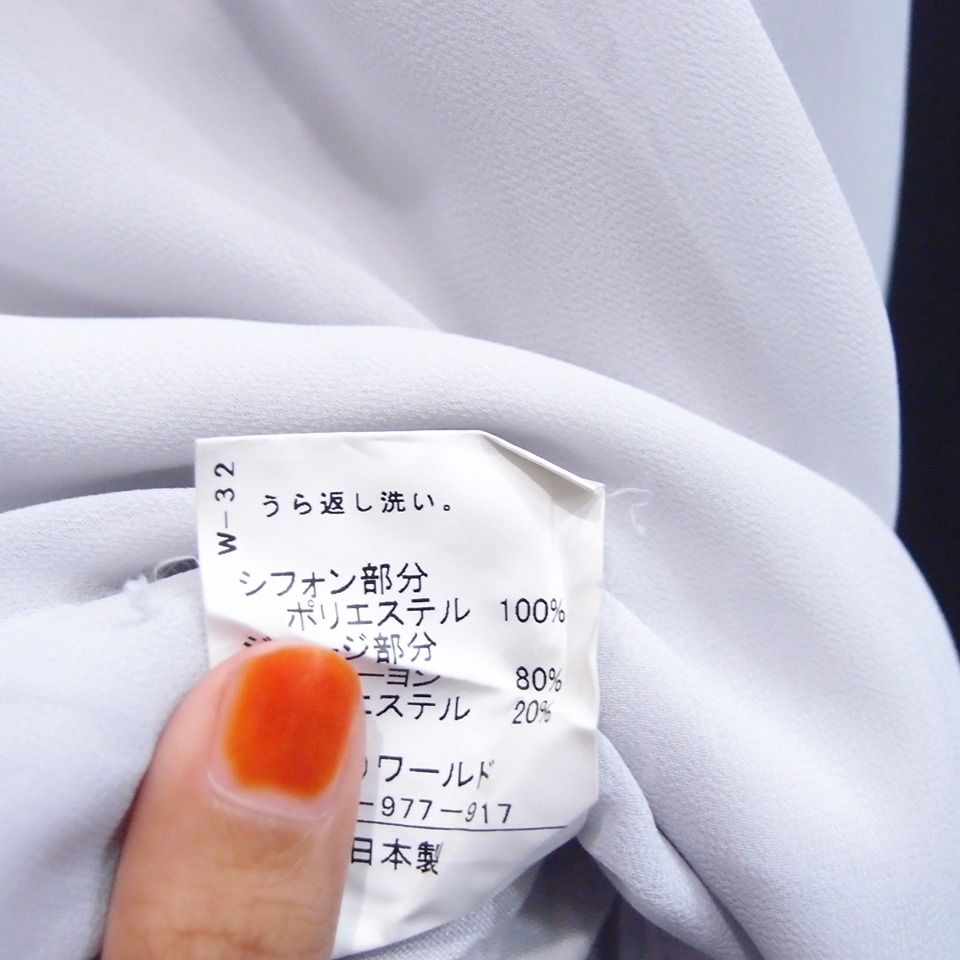 W-32
うら返し洗い。
シフォン部分
ポリエステル 100%
ジ ージ部分
ーヨン 80%
エステル 20%
ワールド
-977-917
日本製